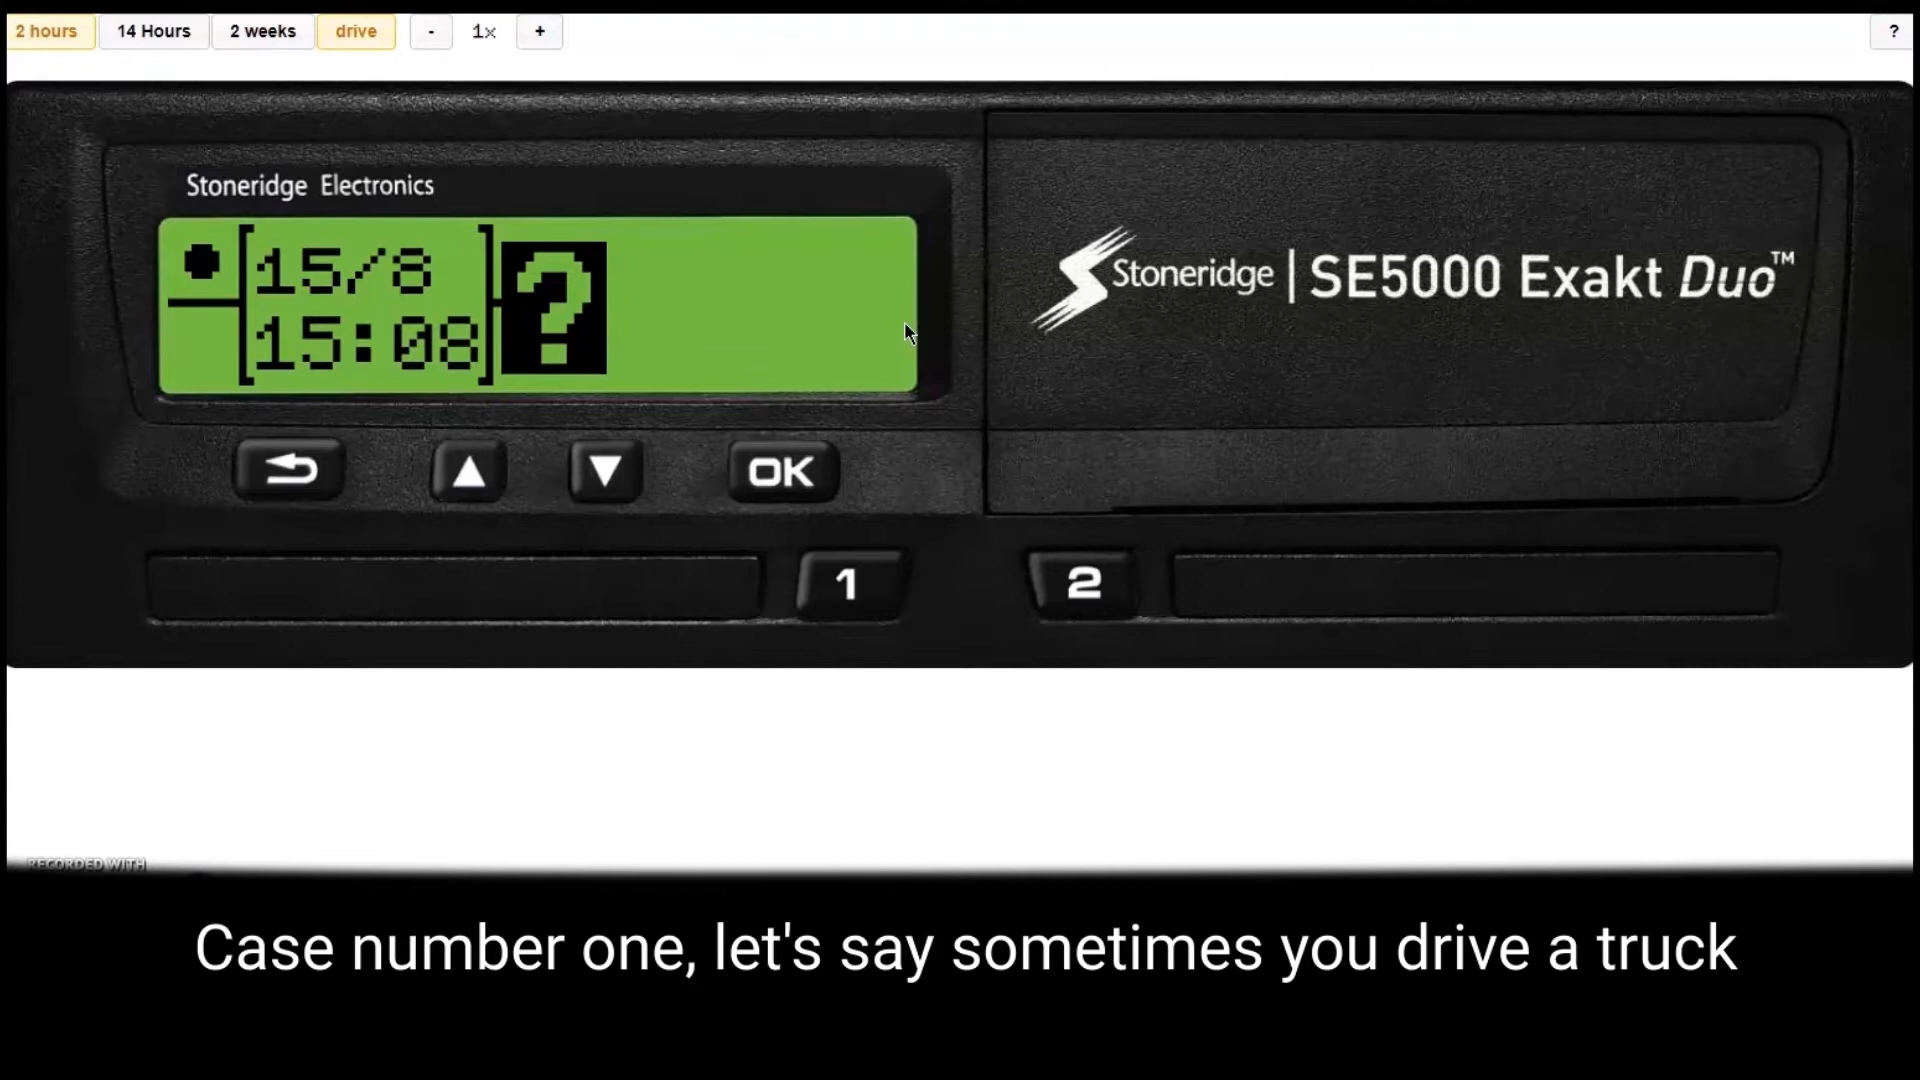 2 hours 14 Hours 2 weeks drive - 1x + ?
Stoneridge Electronics
15/8
15:08
?
Stoneridge | SE5000 Exakt Duo™
OK
1 2
RECORDED WITH
Case number one, let's say sometimes you drive a truck